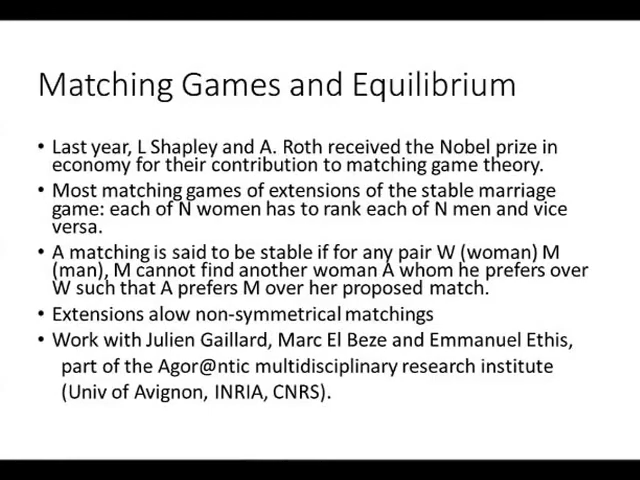 Matching Games and Equilibrium
• Last year, L Shapley and A. Roth received the Nobel prize in
economy for their contribution to matching game theory.
• Most matching games of extensions of the stable marriage
game: each of N women has to rank each of N men and vice
versa.
• A matching is said to be stable if for any pair W (woman) M
(man), M cannot find another woman A whom he prefers over
W such that A prefers M over her proposed match.
• Extensions alow non-symmetrical matchings
• Work with Julien Gaillard, Marc El Beze and Emmanuel Ethis,
part of the Agor@ntic multidisciplinary research institute
(Univ of Avignon, INRIA, CNRS).